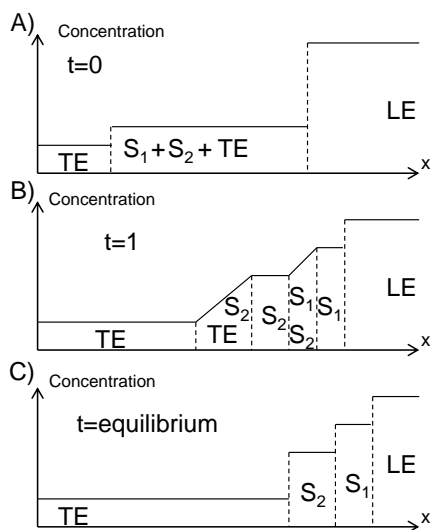 A)
Concentration
t=0
TE
S₁+S₂+TE
LE
x
B)
Concentration
t=1
TE
S₂
TE
S₂
S₁
S₂
S₁
LE
x
C)
Concentration
t=equilibrium
TE
S₂
S₁
LE
x